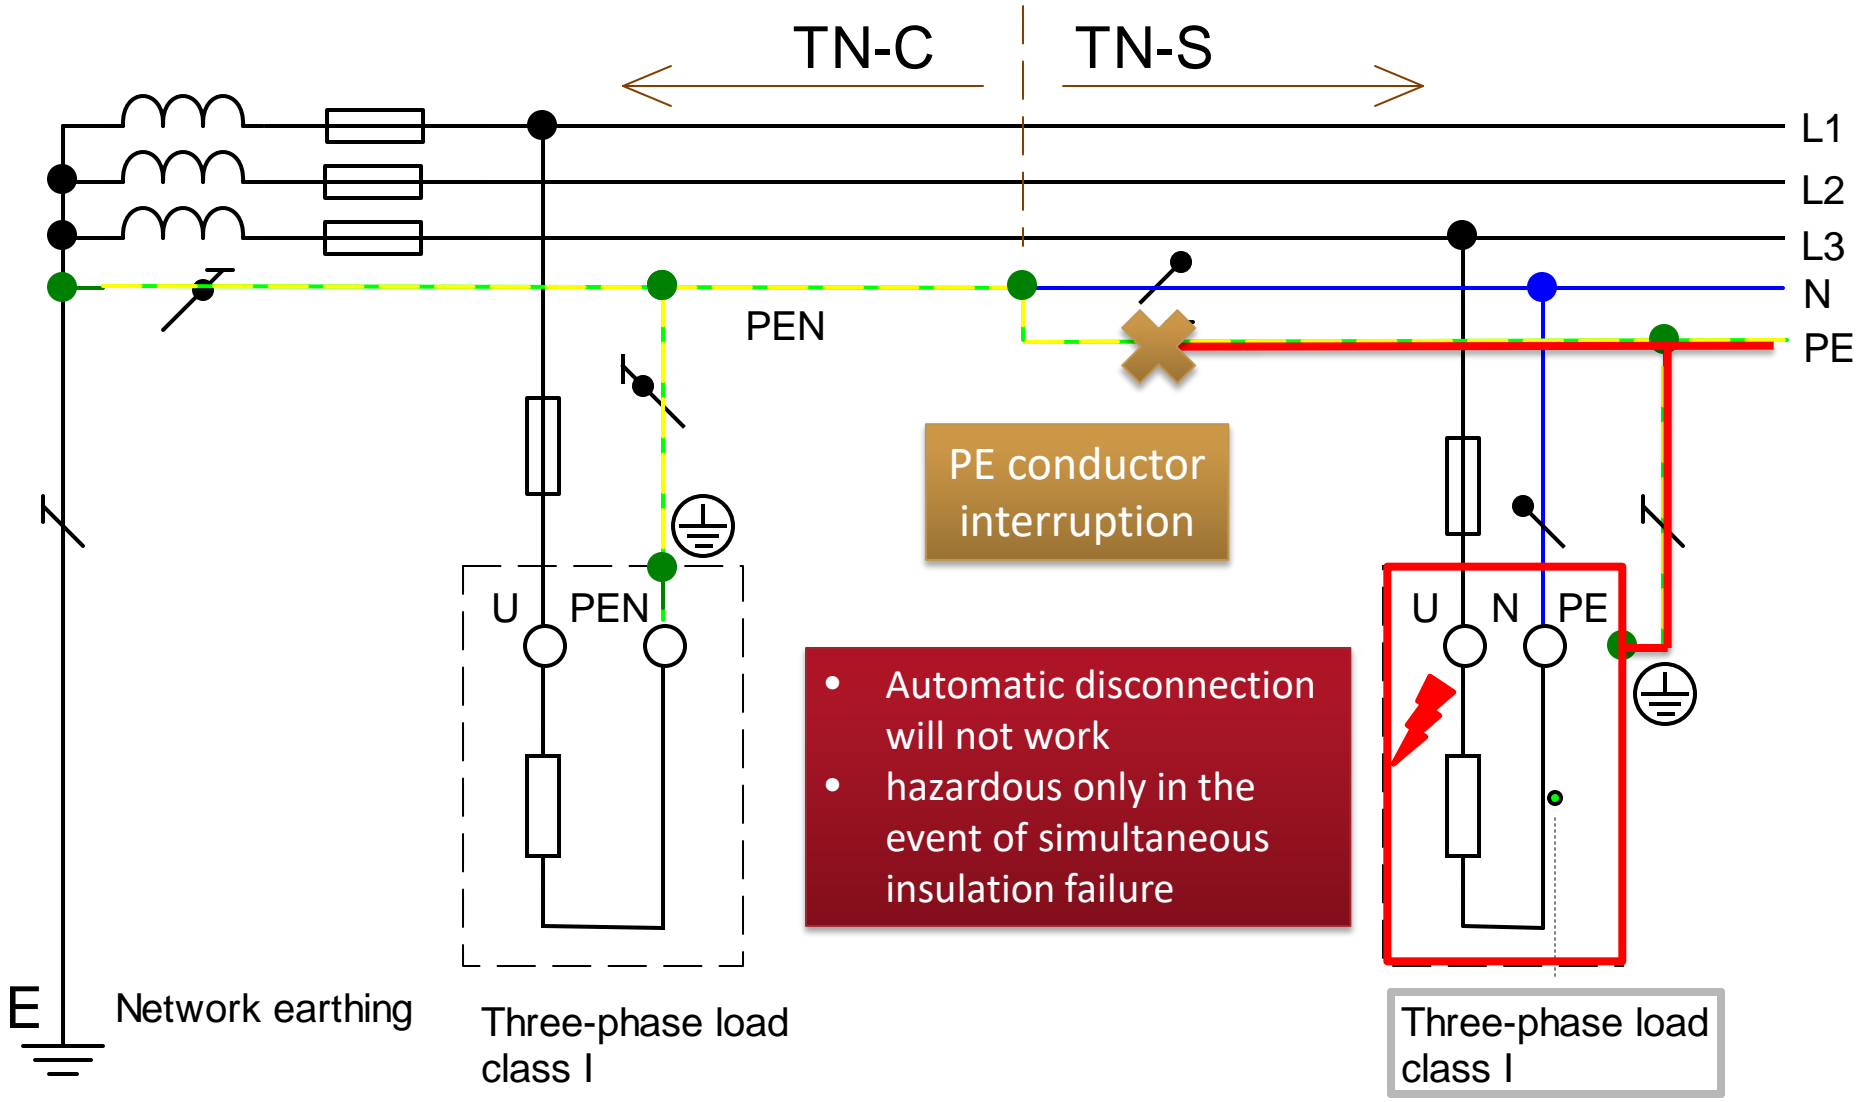 TN-C TN-S
L1
L2
L3
N
PEN
PE
PE conductor
interruption
U PEN
U N PE
• Automatic disconnection
will not work
• hazardous only in the
event of simultaneous
insulation failure
E Network earthing
Three-phase load
class I
Three-phase load
class I